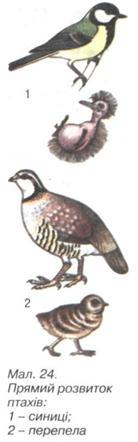 1
2
Мал. 24.
Прямий розвиток
птахів:
1 – синиці;
2 – перепела